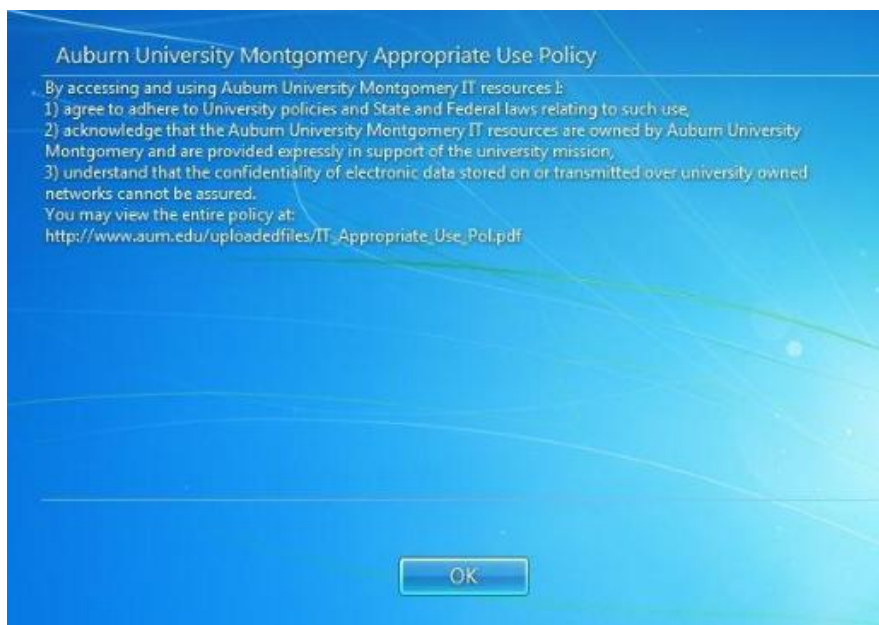 Auburn University Montgomery Appropriate Use Policy
By accessing and using Auburn University Montgomery IT resources I:
1) agree to adhere to University policies and State and Federal laws relating to such use,
2) acknowledge that the Auburn University Montgomery IT resources are owned by Auburn University
Montgomery and are provided expressly in support of the university mission,
3) understand that the confidentiality of electronic data stored on or transmitted over university owned
networks cannot be assured.
You may view the entire policy at:
http://www.aum.edu/uploadedfiles/IT_Appropriate_Use_Pol.pdf
OK